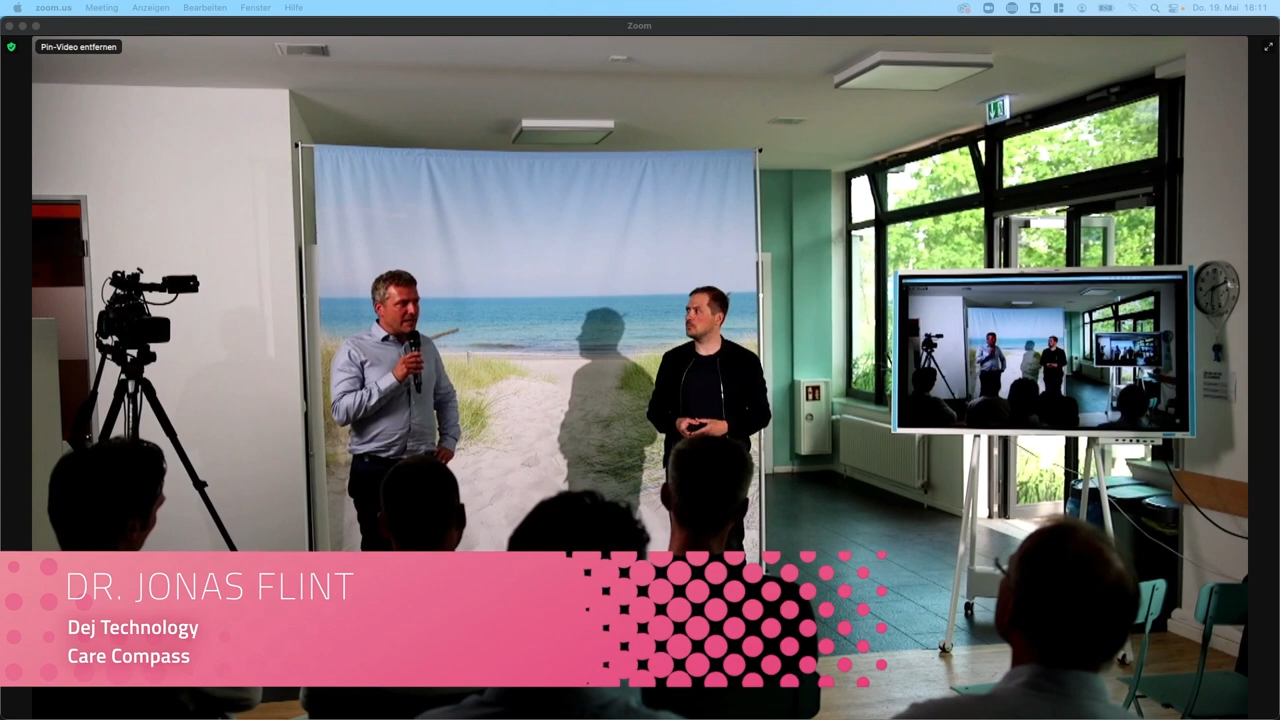 zoom.us Meeting Anzeigen Bearbeiten Fenster Hilfe
Do. 19. Mai 18:11
Zoom
Pin-Video entfernen
DR. JONAS FLINT
Dej Technology
Care Compass